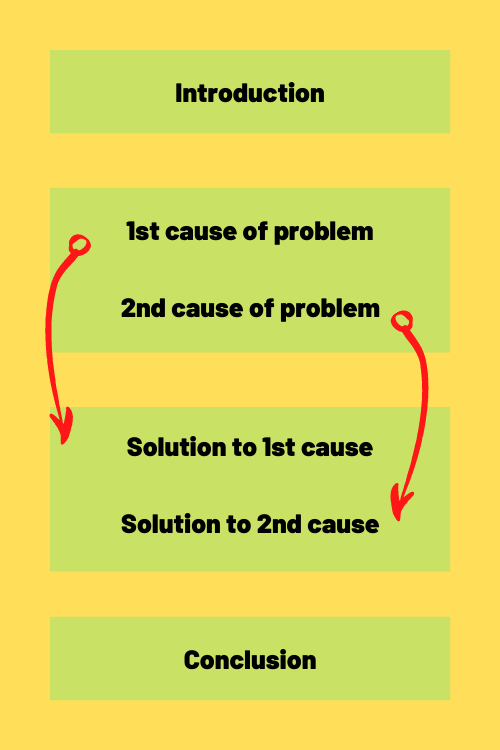 Introduction
1st cause of problem
2nd cause of problem
Solution to 1st cause
Solution to 2nd cause
Conclusion